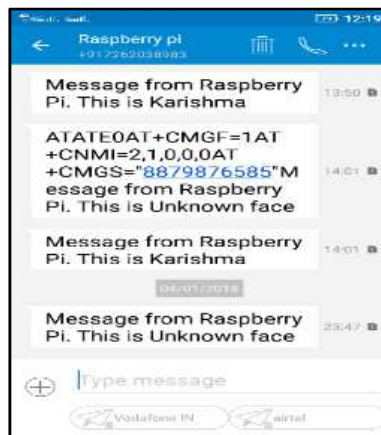 12:19
Raspberry pi
+917262038983
Message from Raspberry
Pi. This is Karishma
13:50
ATATE0AT+CMGF=1AT
+CNMI=2,1,0,0,0AT
+CMGS="8879876585"M
essage from Raspberry
Pi. This is Unknown face
14:01
Message from Raspberry
Pi. This is Karishma
14:01
04/01/2018
Message from Raspberry
Pi. This is Unknown face
23:47
Type message
Vodafone IN
airtel